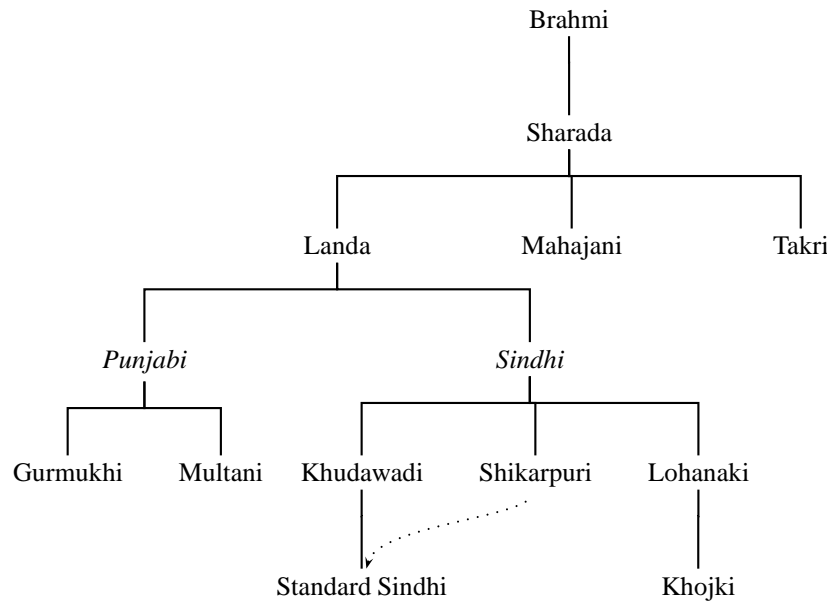 Brahmi
Sharada
Landa Mahajani Takri
Punjabi Sindhi
Gurmukhi Multani Khudawadi Shikarpuri Lohanaki
Standard Sindhi Khojki